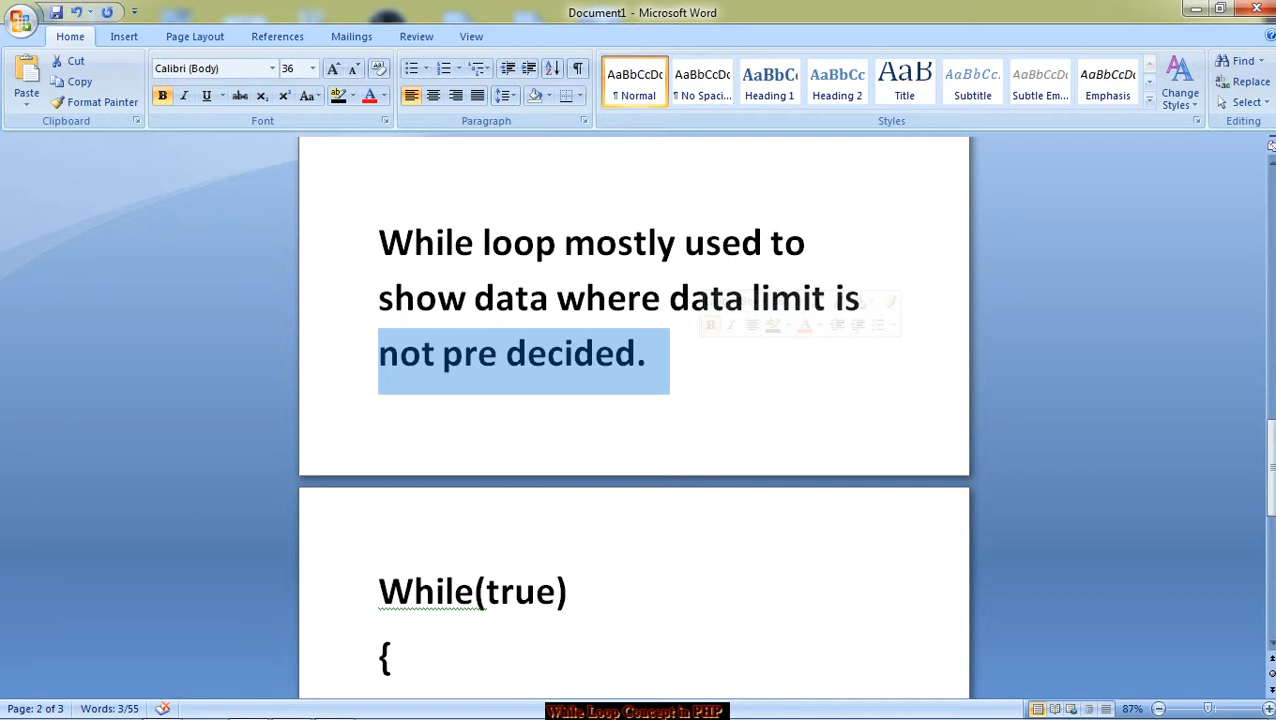 Document1 - Microsoft Word
Home Insert Page Layout References Mailings Review View
Paste
Cut
Copy
Format Painter
Clipboard
Calibri (Body) 36
Font
Paragraph
AaBbCcDc AaBbCcDc AaBbCc AaBbCc AaB AaBbCc. AaBbCcDc AaBbCcDc
¶ Normal ¶ No Spaci... Heading 1 Heading 2 Title Subtitle Subtle Em... Emphasis
Change Styles
Styles
Find
Replace
Select
Editing
While loop mostly used to
show data where data limit is
not pre decided.
While(true)
{
Page: 2 of 3 Words: 3/55 87%
While Loop Concept in PHP